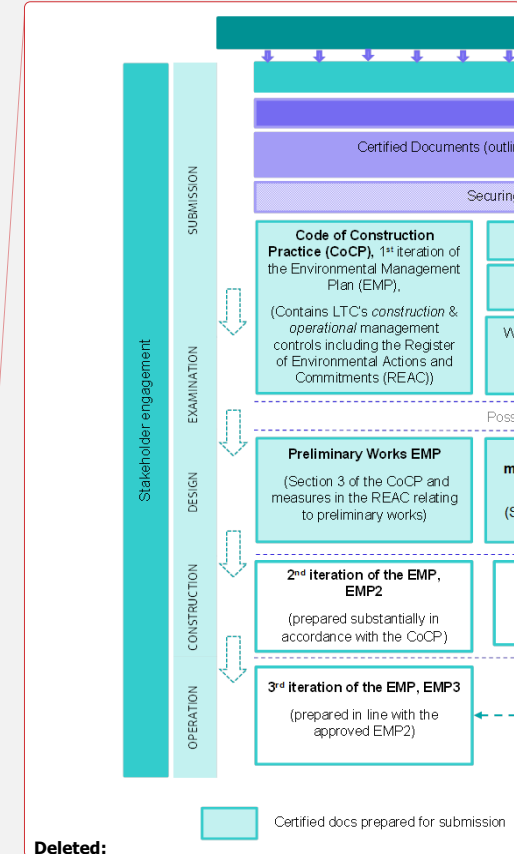 Certified Documents (outli
Securing
Stakeholder engagement
SUBMISSION
EXAMINATION
DESIGN
CONSTRUCTION
OPERATION
Code of Construction
Practice (CoCP), 1st iteration of
the Environmental Management
Plan (EMP),
(Contains LTC's construction &
operational management
controls including the Register
of Environmental Actions and
Commitments (REAC))
W
Poss
Preliminary Works EMP
(Section 3 of the CoCP and
measures in the REAC relating
to preliminary works)
m
(S
2nd iteration of the EMP,
EMP2
(prepared substantially in
accordance with the CoCP)
3rd iteration of the EMP, EMP3
(prepared in line with the
approved EMP2)
Certified docs prepared for submission
Deleted: